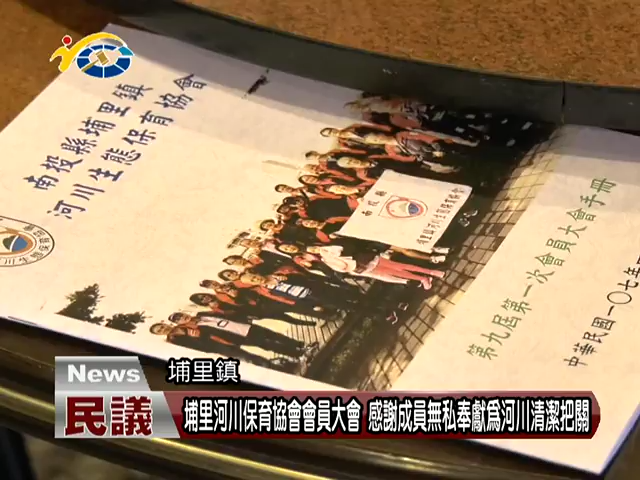 南投縣埔里鎮
河川生態保育協會
南投縣
第九屆第一次會員大會手冊
中華民國一〇七年
News
埔里鎮
民議
埔里河川保育協會會員大會 感謝成員無私奉獻為河川清潔把關